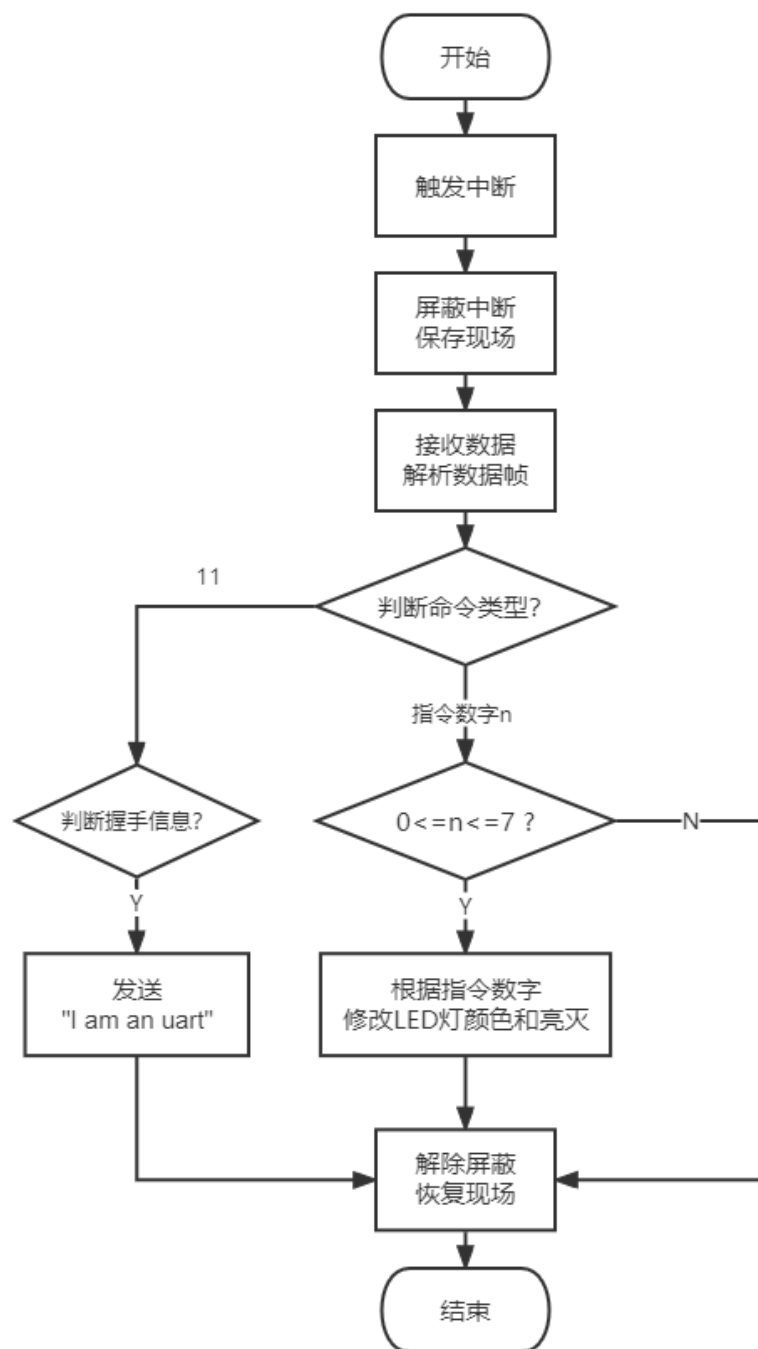 开始
触发中断
屏蔽中断
保存现场
接收数据
解析数据帧
11
判断命令类型?
指令数字n
判断握手信息?
0<=n<=7 ?
N
Y
Y
发送
"I am an uart"
根据指令数字
修改LED灯颜色和亮灭
解除屏蔽
恢复现场
结束